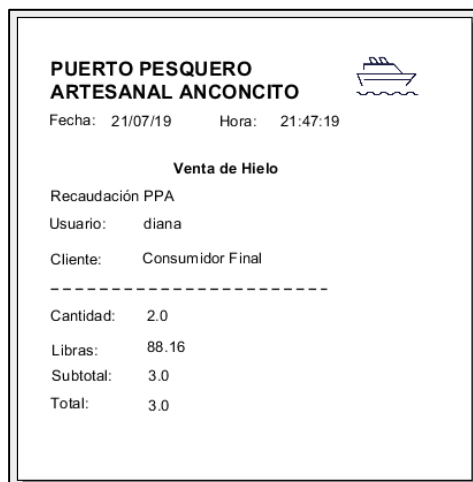 PUERTO PESQUERO
ARTESANAL ANCONCITO
Fecha: 21/07/19 Hora: 21:47:19
Venta de Hielo
Recaudación PPA
Usuario: diana
Cliente: Consumidor Final
------------------------
Cantidad: 2.0
Libras: 88.16
Subtotal: 3.0
Total: 3.0